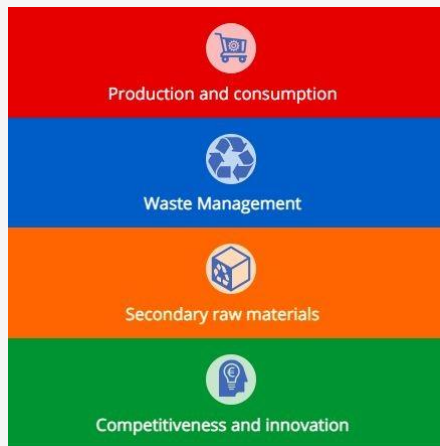 Production and consumption
Waste Management
Secondary raw materials
€
Competitiveness and innovation